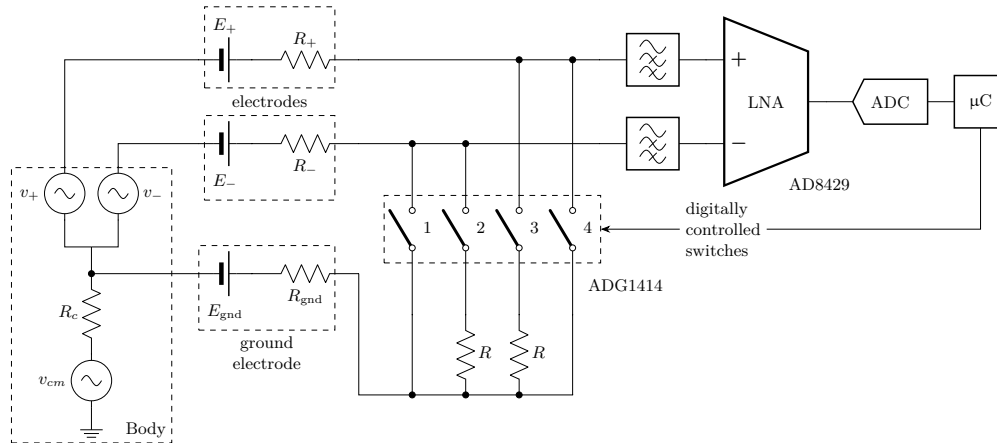 E+
R+
electrodes
LNA
+
−
AD8429
ADC
µC
E−
R−
v+
v−
1
2
3
4
digitally
controlled
switches
ADG1414
Egnd
Rgnd
ground
electrode
Rc
R
R
vcm
Body